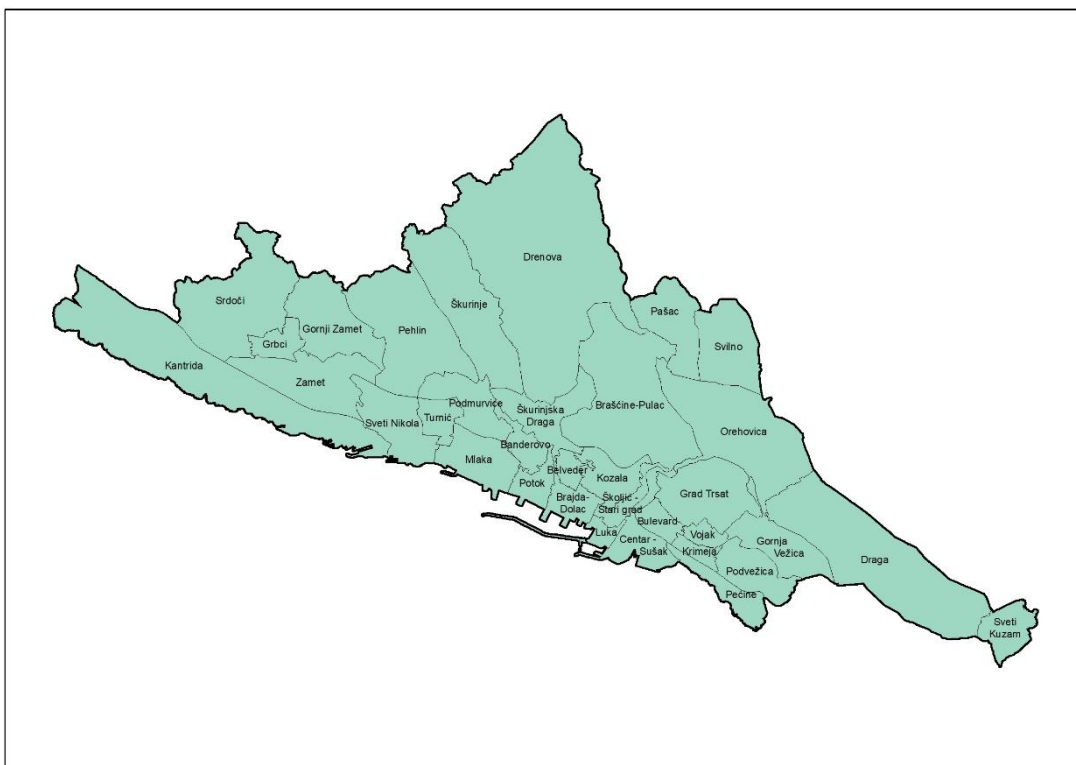 Drenova
Škurinje
Srdoči
Pašac
Gornji Zamet
Pehlin
Grbci
Svilno
Kantrida
Zamet
Podmurvice
Brašćine-Pulac
Škurinjska
Draga
Sveti Nikola
Turnić
Orehovica
Banderovo
Mlaka
Belveder
Kozala
Potok
Grad Trsat
Brajda-
Dolac
Školjić -
Stari grad
Bulevard
Luka
Vojak
Centar -
Sušak
Krimeja
Gornja
Vežica
Draga
Podvežica
Pećine
Sveti
Kuzam